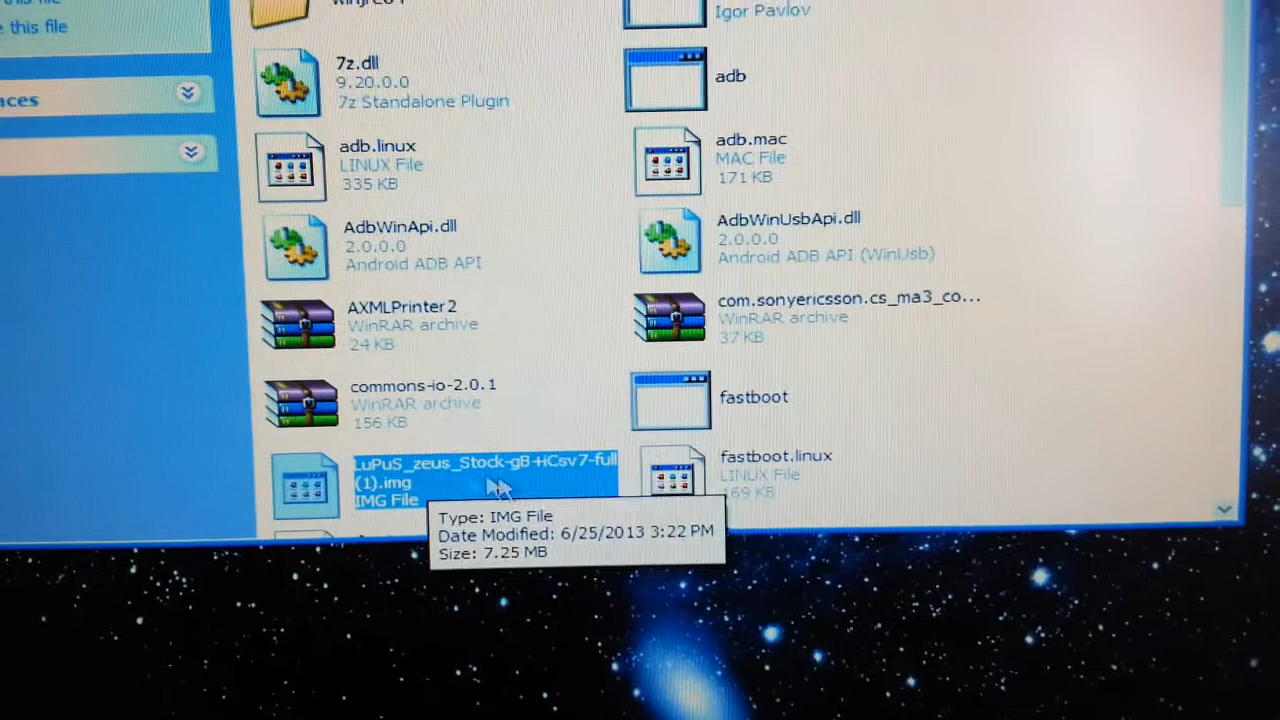 this file
this file
aces
Igor Pavlov
7z.dll
9.20.0.0
7z Standalone Plugin
adb
adb.linux
LINUX File
335 KB
adb.mac
MAC File
171 KB
AdbWinApi.dll
2.0.0.0
Android ADB API
AdbWinUsbApi.dll
2.0.0.0
Android ADB API (WinUsb)
AXMLPrinter2
WinRAR archive
24 KB
com.sonyericsson.cs_ma3_co...
WinRAR archive
37 KB
commons-io-2.0.1
WinRAR archive
156 KB
fastboot
LuPuS_zeus_Stock-gB+iCsv7-full
(1).img
IMG File
fastboot.linux
LINUX File
169 KB
Type: IMG File
Date Modified: 6/25/2013 3:22 PM
Size: 7.25 MB